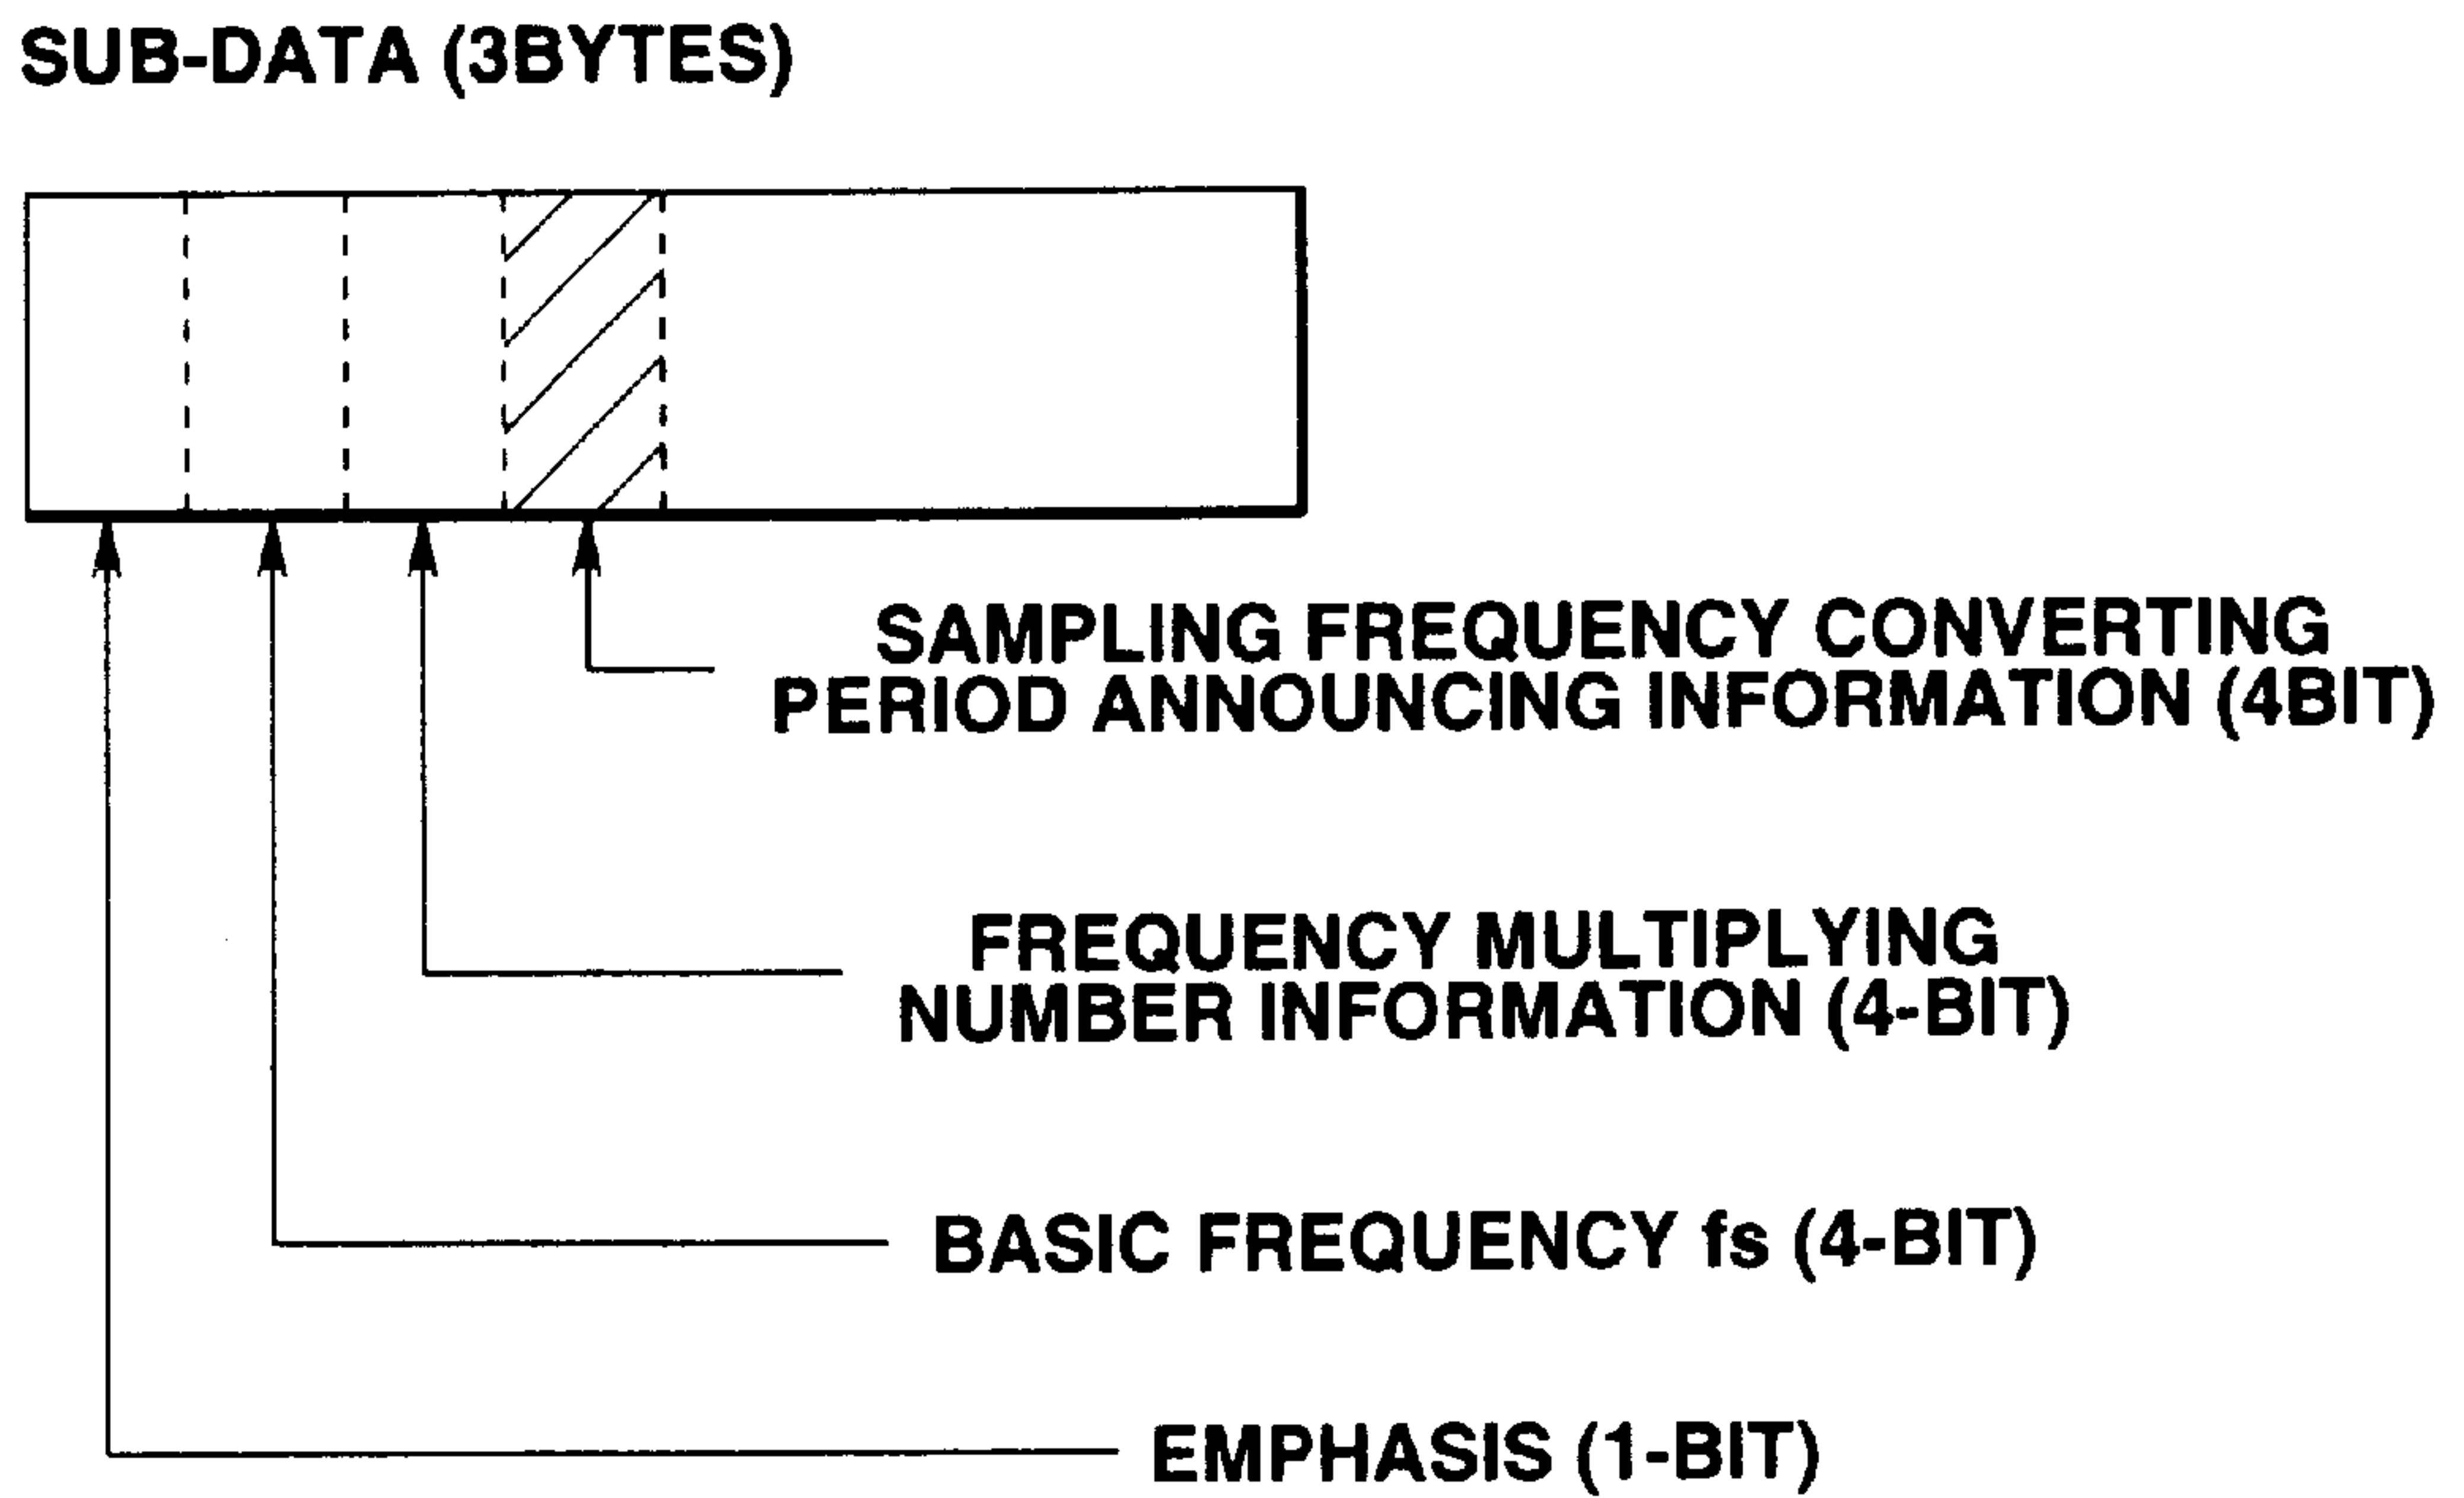 SUB-DATA (3BYTES)
SAMPLING FREQUENCY CONVERTING
PERIOD ANNOUNCING INFORMATION (4BIT)
FREQUENCY MULTIPLYING
NUMBER INFORMATION (4-BIT)
BASIC FREQUENCY fs (4-BIT)
EMPHASIS (1-BIT)